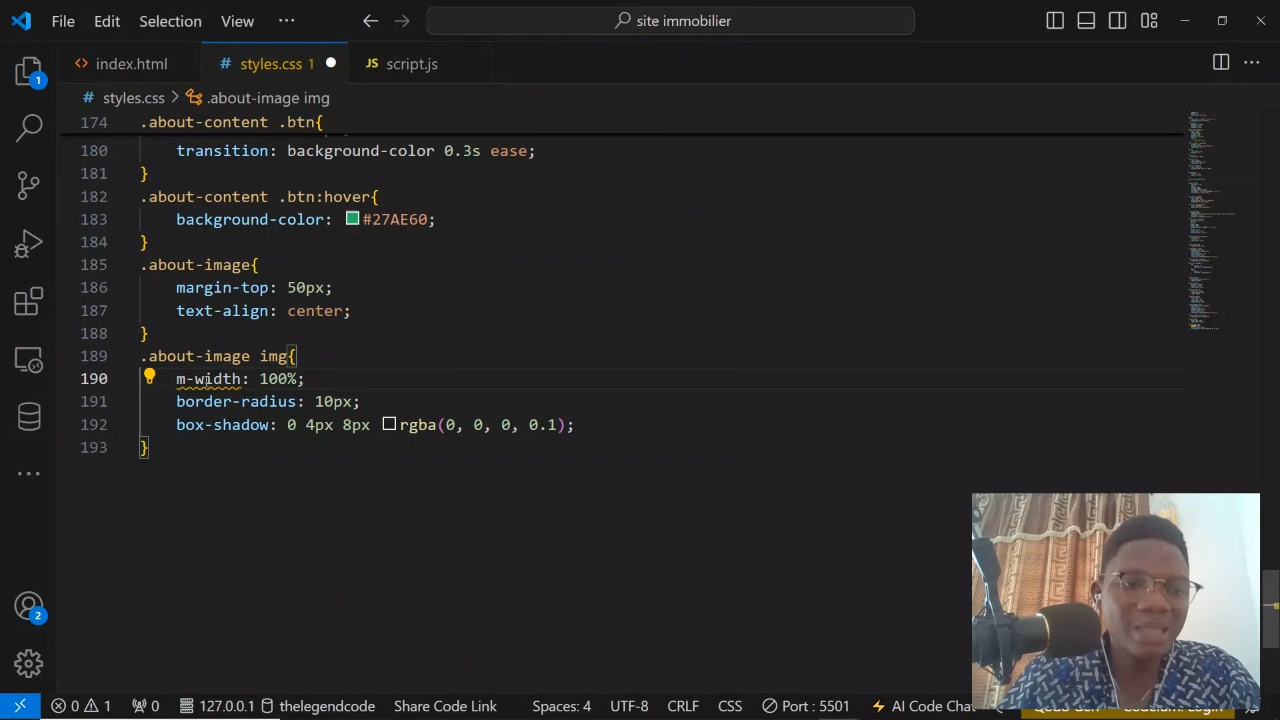 File Edit Selection View ··· site immobilier
index.html # styles.css 1 JS script.js ···
# styles.css > .about-image img
174 .about-content .btn{
180 transition: background-color 0.3s ease;
181 }
182 .about-content .btn:hover{
183 background-color: #27AE60;
184 }
185 .about-image{
186 margin-top: 50px;
187 text-align: center;
188 }
189 .about-image img{
190 m-width: 100%;
191 border-radius: 10px;
192 box-shadow: 0 4px 8px rgba(0, 0, 0, 0.1);
193 }
1
2
0 1 0 127.0.0.1 thelegendcode Share Code Link Spaces: 4 UTF-8 CRLF CSS Port : 5501 AI Code Chat